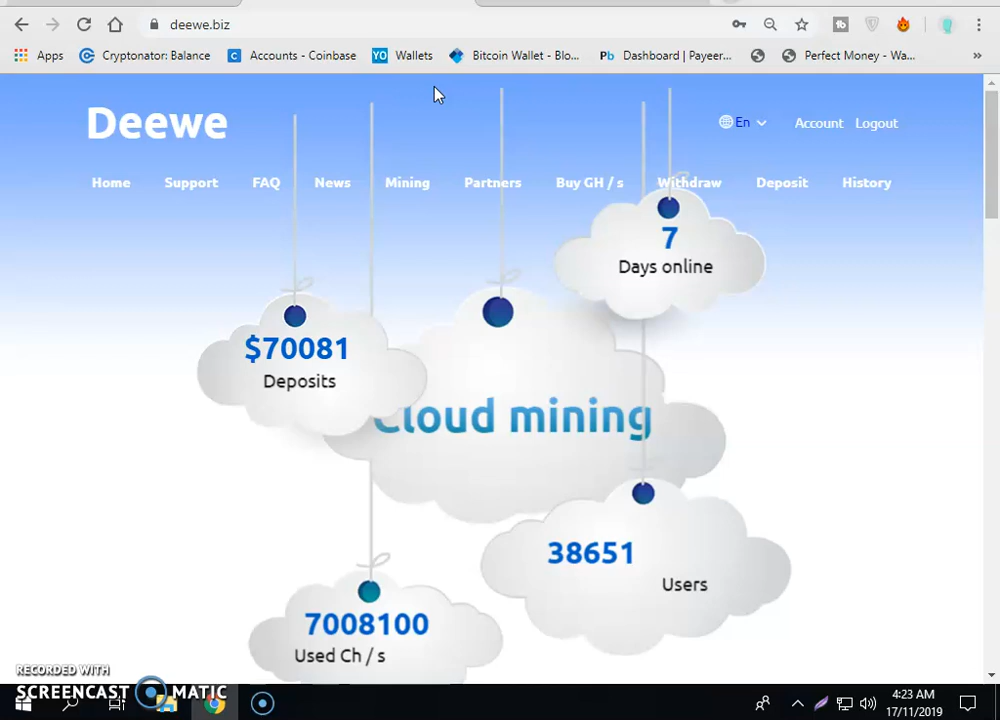 deewe.biz
Apps
Cryptonator: Balance
Accounts - Coinbase
YO Wallets
Bitcoin Wallet - Blo...
Pb Dashboard | Payeer...
Perfect Money - Wa...
»
Deewe
En
Account
Logout
Home
Support
FAQ
News
Mining
Partners
Buy GH / s
Withdraw
Deposit
History
7
Days online
$70081
Deposits
Cloud mining
38651
Users
7008100
Used Ch / s
RECORDED WITH
SCREENCAST MATIC
4:23 AM
17/11/2019